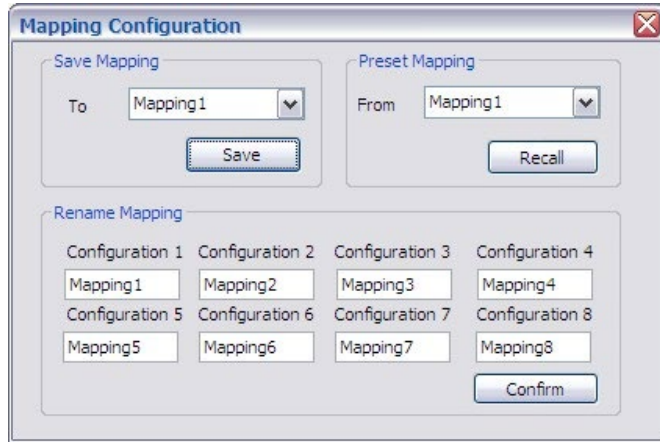 Mapping Configuration
Save Mapping
To Mapping1
Save
Preset Mapping
From Mapping1
Recall
Rename Mapping
Configuration 1 Configuration 2 Configuration 3 Configuration 4
Mapping1 Mapping2 Mapping3 Mapping4
Configuration 5 Configuration 6 Configuration 7 Configuration 8
Mapping5 Mapping6 Mapping7 Mapping8
Confirm